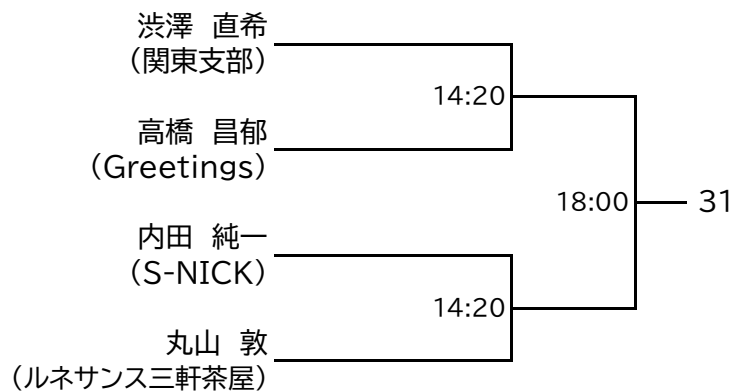 渋澤　直希
（関東支部）
14:20
高橋　昌郁
（Greetings）
18:00
31
内田　純一
（S-NICK）
14:20
丸山　敦
（ルネサンス三軒茶屋）